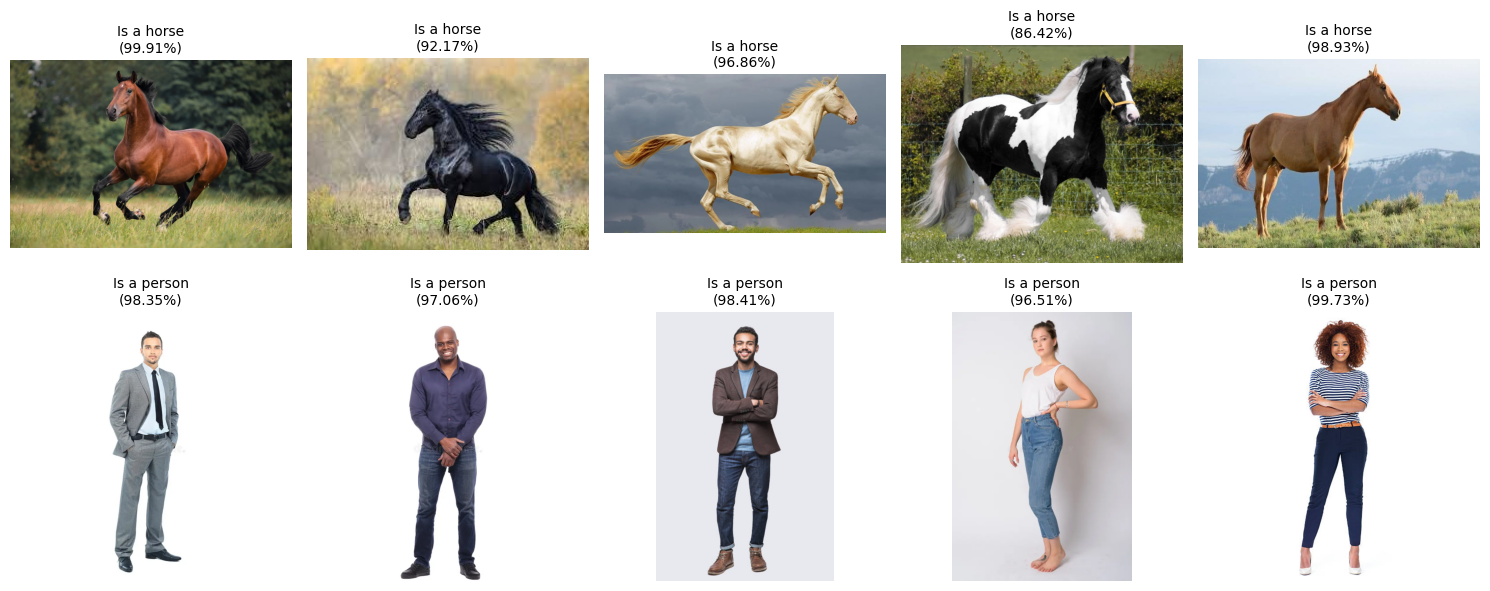 Is a horse
(99.91%)
Is a horse
(92.17%)
Is a horse
(96.86%)
Is a horse
(86.42%)
Is a horse
(98.93%)
Is a person
(98.35%)
Is a person
(97.06%)
Is a person
(98.41%)
Is a person
(96.51%)
Is a person
(99.73%)